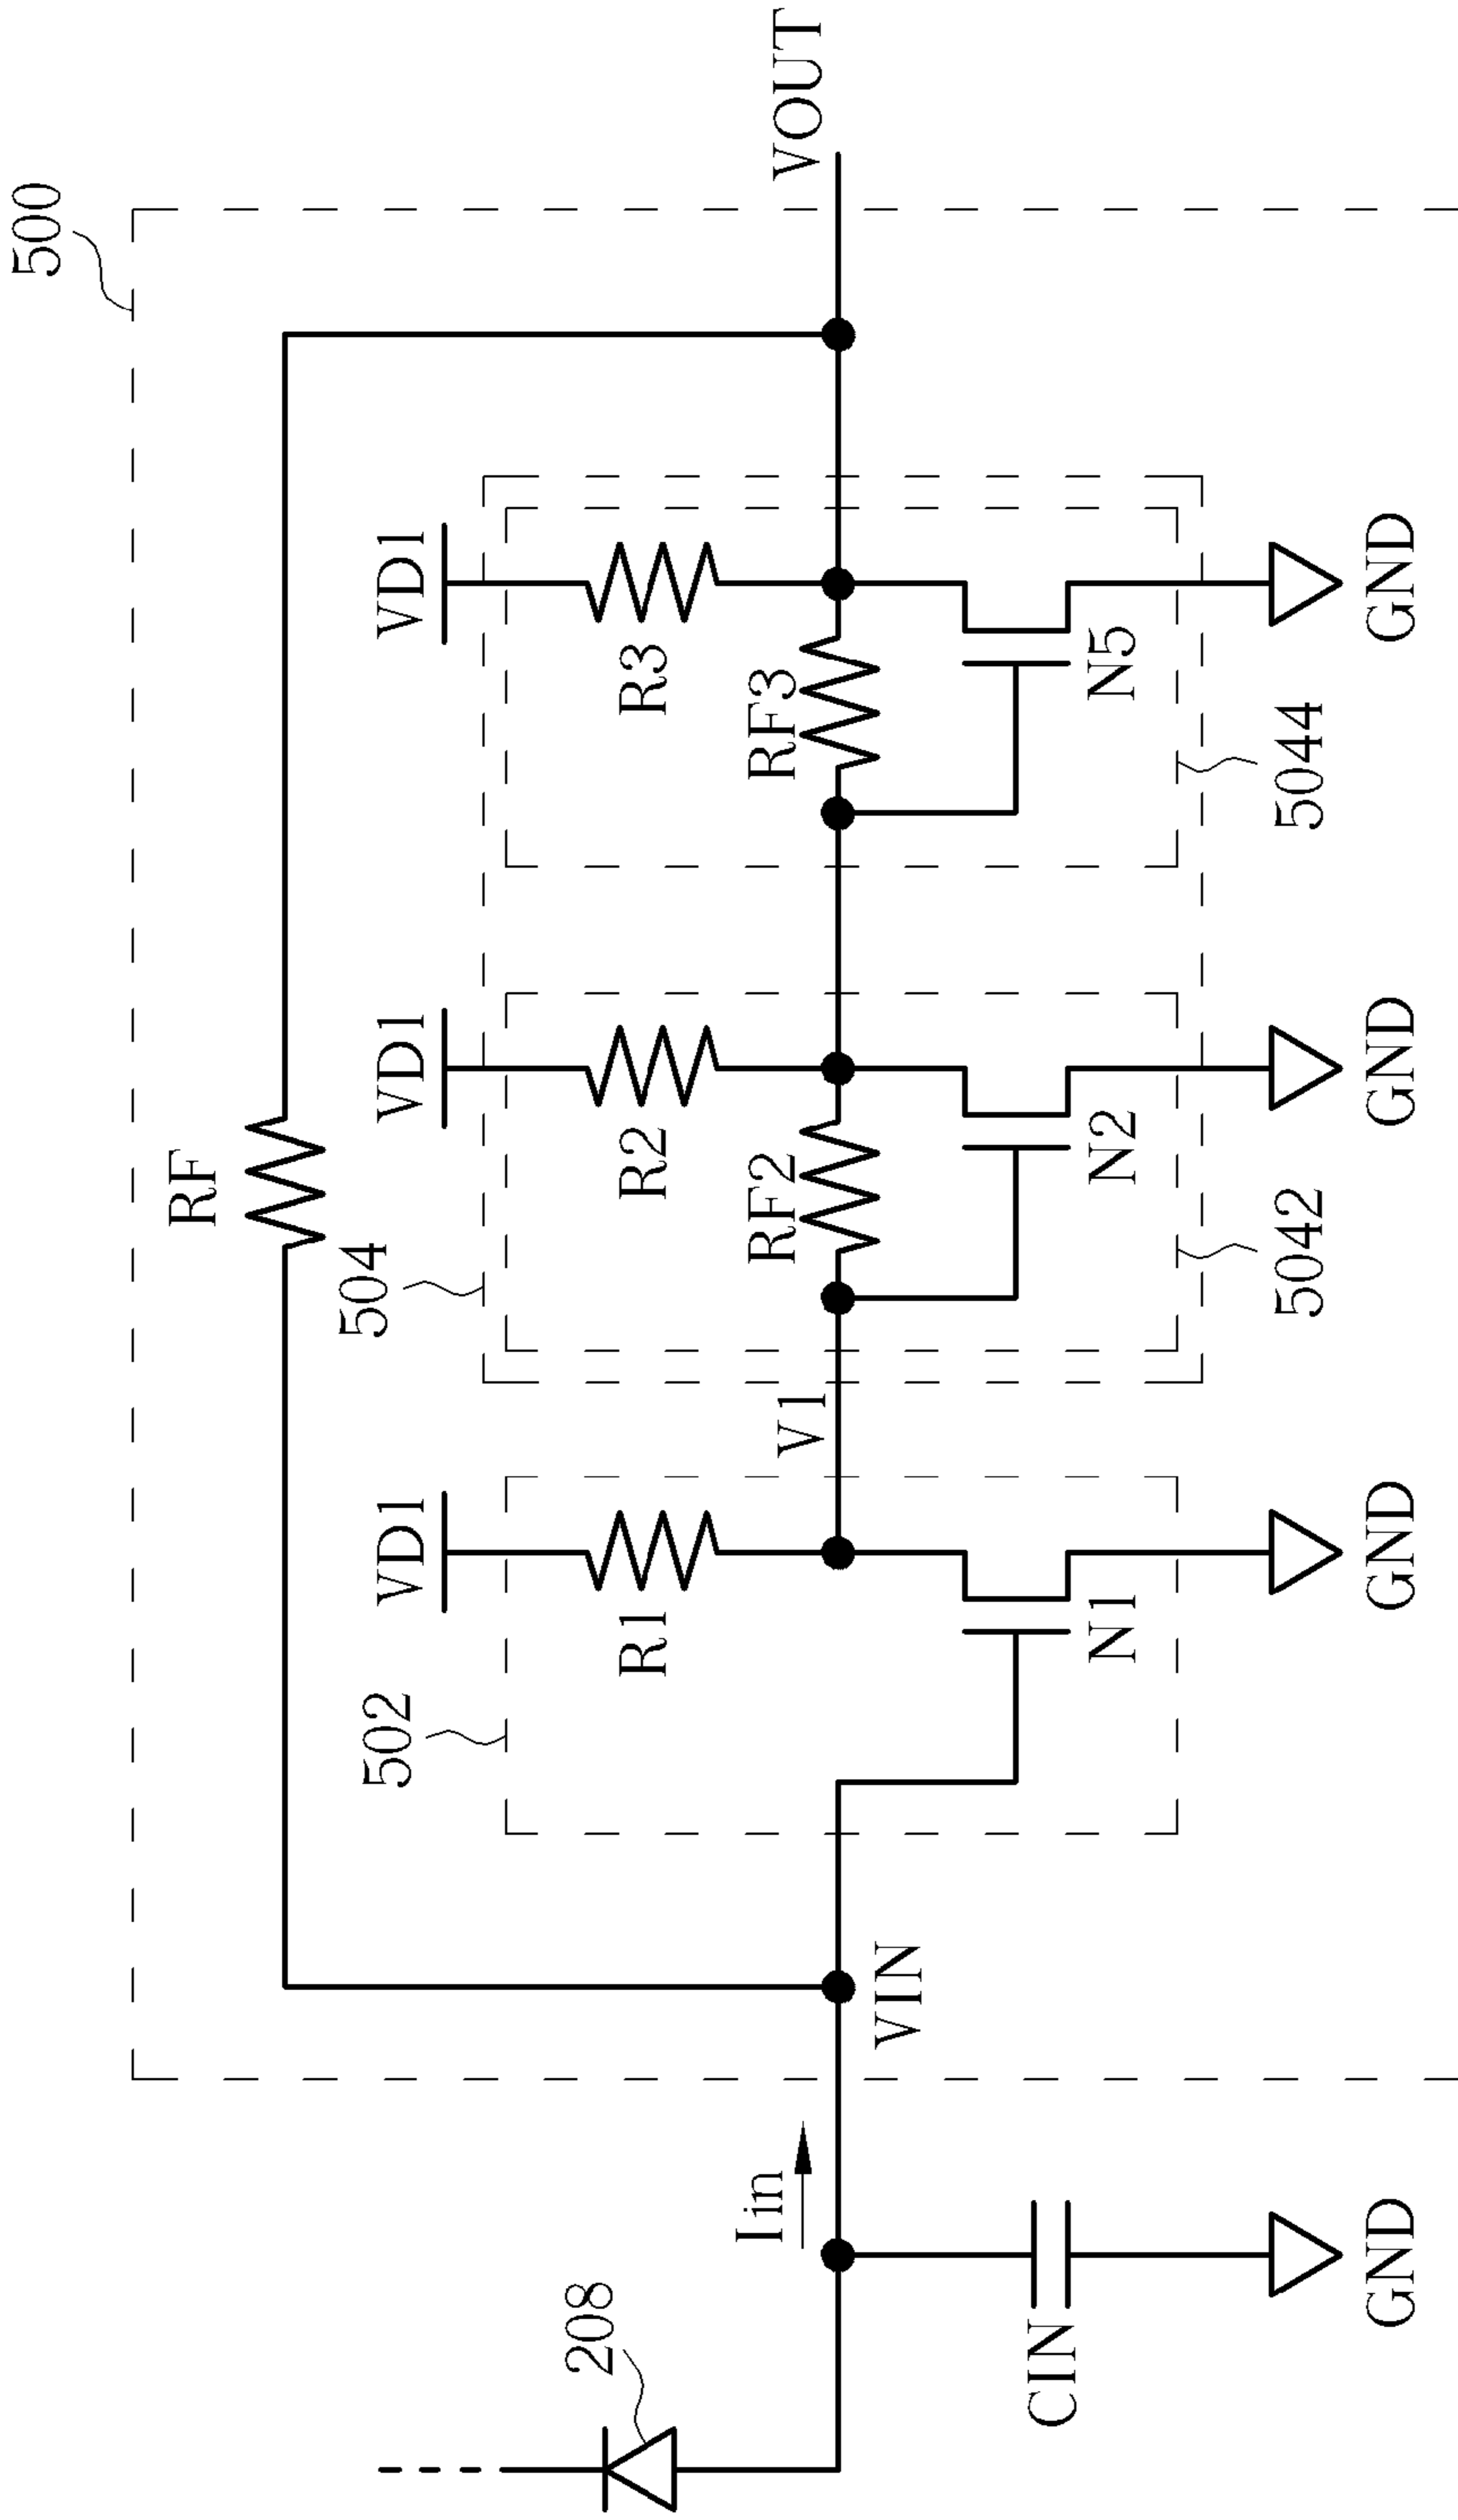 500
RF
504
VD1
VD1
VD1
502
R1
R2
R3
208
Iin
V1
RF2
RF3
VOUT
VIN
CIN
N1
N2
N5
5042
5044
GND
GND
GND
GND